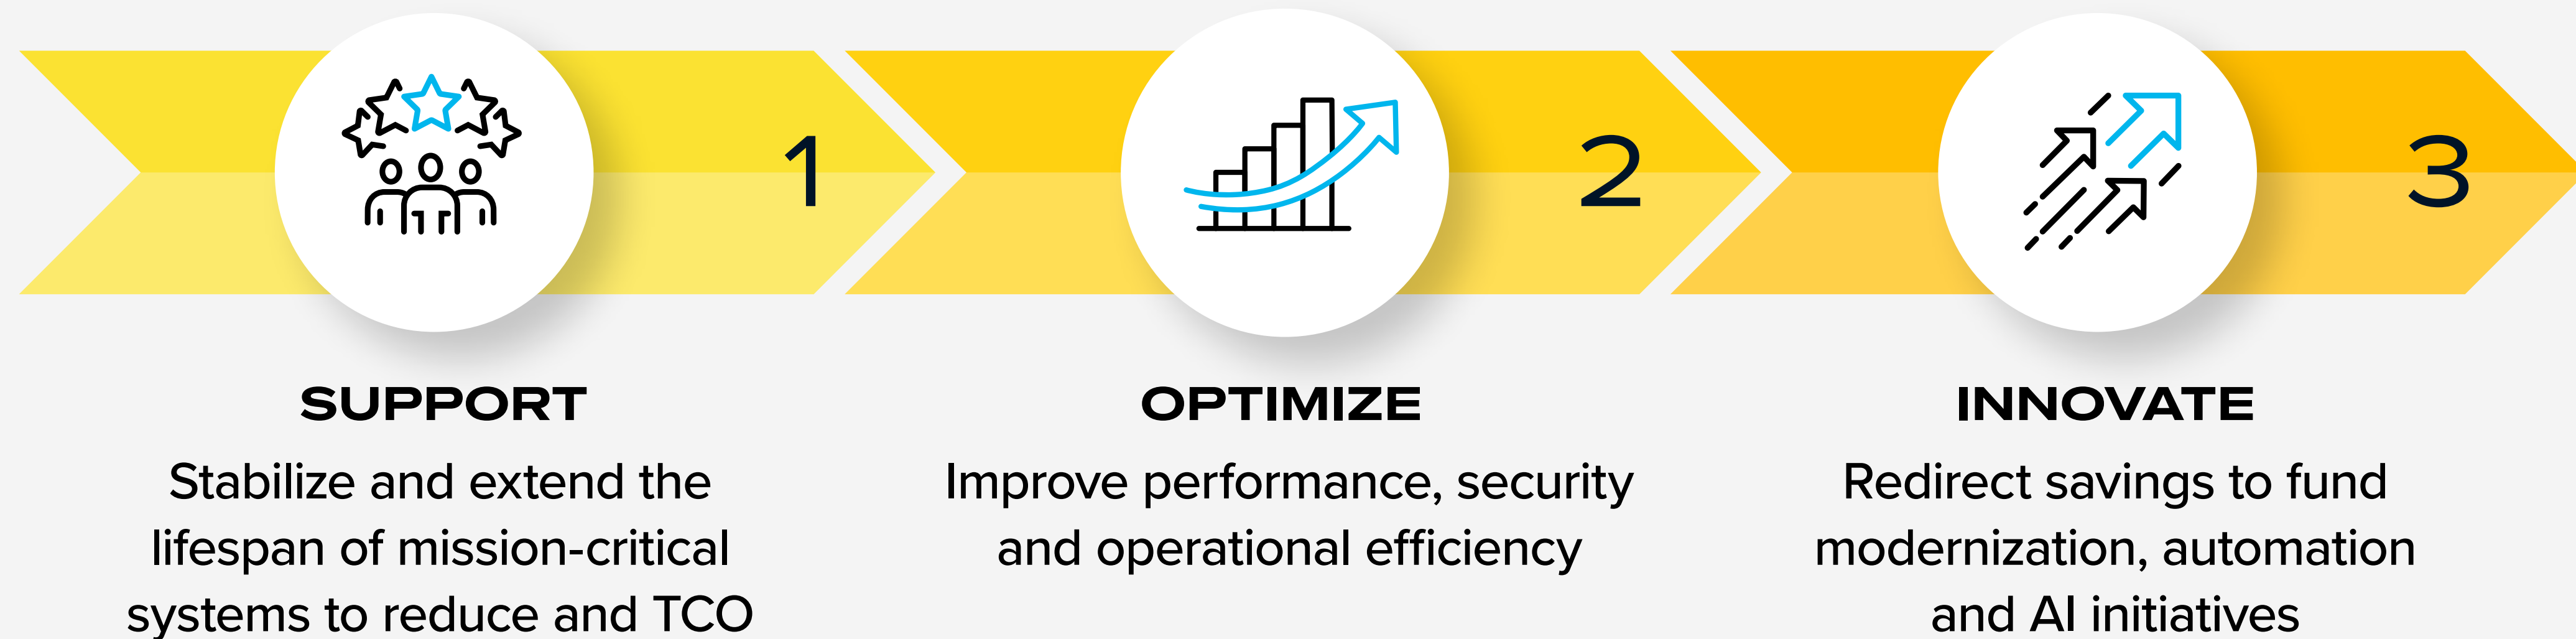 1
2
3
SUPPORT
Stabilize and extend the
lifespan of mission-critical
systems to reduce and TCO
OPTIMIZE
Improve performance, security
and operational efficiency
INNOVATE
Redirect savings to fund
modernization, automation
and AI initiatives